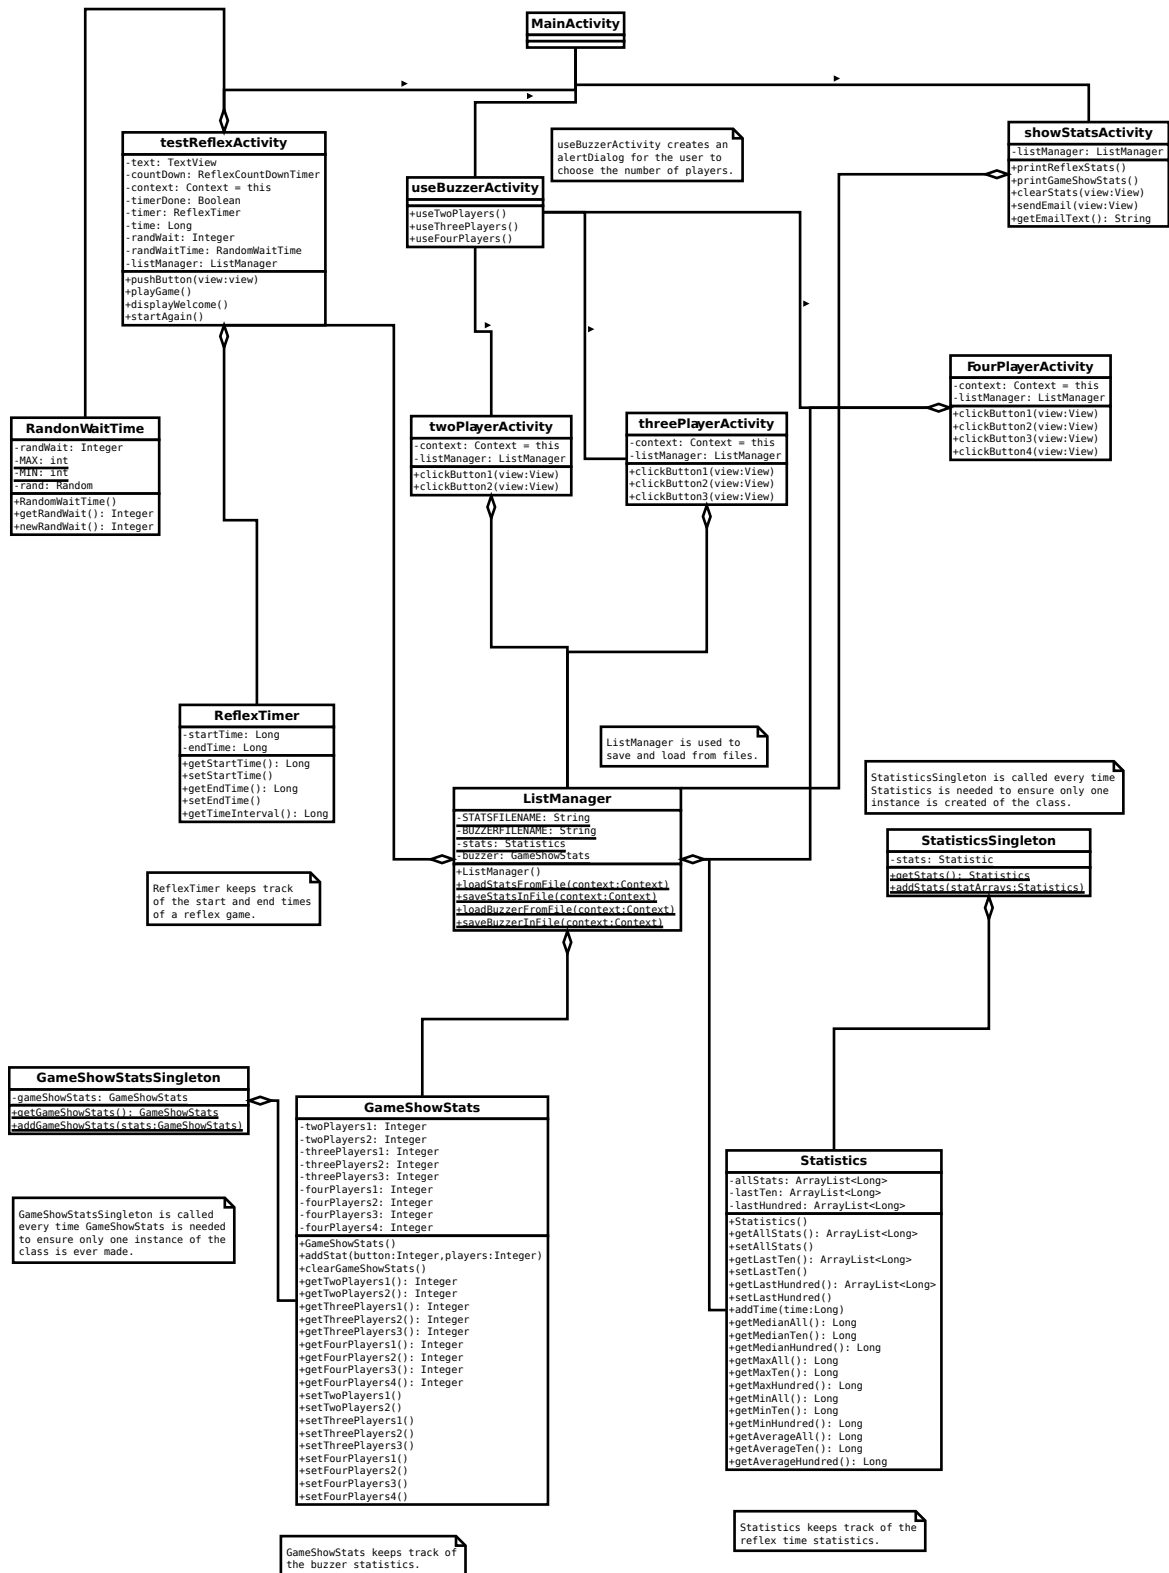 MainActivity
testReflexActivity
-text: TextView
-countDown: ReflexCountDownTimer
-context: Context = this
-timerDone: Boolean
-timer: ReflexTimer
-time: Long
-randWait: Integer
-randWaitTime: RandomWaitTime
-listManager: ListManager
+pushButton(view:view)
+playGame()
+displayWelcome()
+startAgain()
useBuzzerActivity creates an
alertDialog for the user to
choose the number of players.
useBuzzerActivity
+useTwoPlayers()
+useThreePlayers()
+useFourPlayers()
showStatsActivity
-listManager: ListManager
+printReflexStats()
+printGameShowStats()
+clearStats(view:View)
+sendEmail(view:View)
+getEmailText(): String
FourPlayerActivity
-context: Context = this
-listManager: ListManager
+clickButton1(view:View)
+clickButton2(view:View)
+clickButton3(view:View)
+clickButton4(view:View)
RandonWaitTime
-randWait: Integer
-MAX: int
-MIN: int
-rand: Random
+RandomWaitTime()
+getRandWait(): Integer
+newRandWait(): Integer
twoPlayerActivity
-context: Context = this
-listManager: ListManager
+clickButton1(view:View)
+clickButton2(view:View)
threePlayerActivity
-context: Context = this
-listManager: ListManager
+clickButton1(view:View)
+clickButton2(view:View)
+clickButton3(view:View)
ReflexTimer
-startTime: Long
-endTime: Long
+getStartTime(): Long
+setStartTime()
+getEndTime(): Long
+setEndTime()
+getTimeInterval(): Long
ListManager is used to
save and load from files.
StatisticsSingleton is called every time
Statistics is needed to ensure only one
instance is created of the class.
ListManager
-STATSFILENAME: String
-BUZZERFILENAME: String
-stats: Statistics
-buzzer: GameShowStats
+ListManager()
+loadStatsFromFile(context:Context)
+saveStatsInFile(context:Context)
+loadBuzzerFromFile(context:Context)
+saveBuzzerInFile(context:Context)
StatisticsSingleton
-stats: Statistic
+getStats(): Statistics
+addStats(statArrays:Statistics)
ReflexTimer keeps track
of the start and end times
of a reflex game.
GameShowStatsSingleton
-gameShowStats: GameShowStats
+getGameShowStats(): GameShowStats
+addGameShowStats(stats:GameShowStats)
GameShowStatsSingleton is called
every time GameShowStats is needed
to ensure only one instance of the
class is ever made.
GameShowStats
-twoPlayers1: Integer
-twoPlayers2: Integer
-threePlayers1: Integer
-threePlayers2: Integer
-threePlayers3: Integer
-fourPlayers1: Integer
-fourPlayers2: Integer
-fourPlayers3: Integer
-fourPlayers4: Integer
+GameShowStats()
+addStat(button:Integer,players:Integer)
+clearGameShowStats()
+getTwoPlayers1(): Integer
+getTwoPlayers2(): Integer
+getThreePlayers1(): Integer
+getThreePlayers2(): Integer
+getThreePlayers3(): Integer
+getFourPlayers1(): Integer
+getFourPlayers2(): Integer
+getFourPlayers3(): Integer
+getFourPlayers4(): Integer
+setTwoPlayers1()
+setTwoPlayers2()
+setThreePlayers1()
+setThreePlayers2()
+setThreePlayers3()
+setFourPlayers1()
+setFourPlayers2()
+setFourPlayers3()
+setFourPlayers4()
Statistics
-allStats: ArrayList<Long>
-lastTen: ArrayList<Long>
-lastHundred: ArrayList<Long>
+Statistics()
+getAllStats(): ArrayList<Long>
+setAllStats()
+getLastTen(): ArrayList<Long>
+setLastTen()
+getLastHundred(): ArrayList<Long>
+setLastHundred()
+addTime(time:Long)
+getMedianAll(): Long
+getMedianTen(): Long
+getMedianHundred(): Long
+getMaxAll(): Long
+getMaxTen(): Long
+getMaxHundred(): Long
+getMinAll(): Long
+getMinTen(): Long
+getMinHundred(): Long
+getAverageAll(): Long
+getAverageTen(): Long
+getAverageHundred(): Long
Statistics keeps track of the
reflex time statistics.
GameShowStats keeps track of
the buzzer statistics.